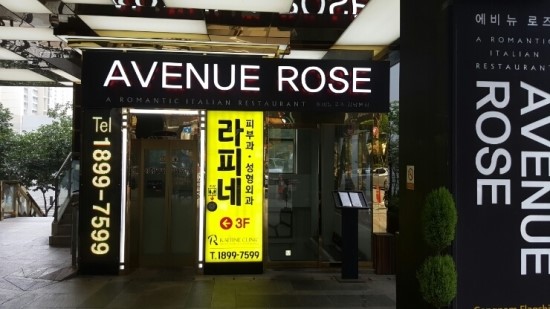 AVENUE ROSE
A ROMANTIC ITALIAN RESTAURANT
Tel 1899-7599
피부과·성형외과
라피네
3F
T.1899-7599
에비뉴 로즈
A ROMANTIC
ITALIAN
RESTAURANT
AVENUE
ROSE